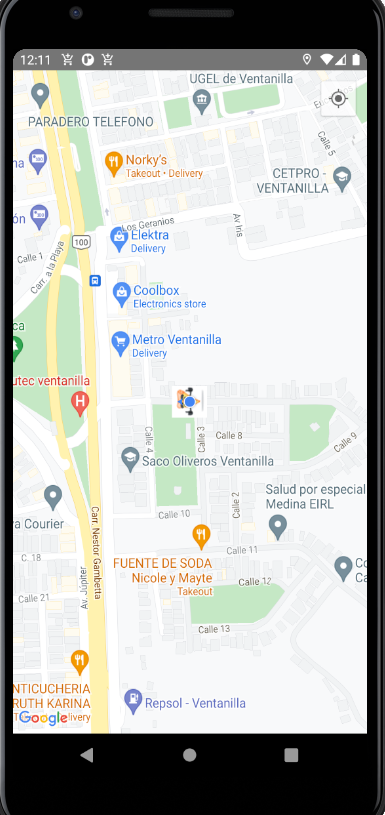 12:11
UGEL de Ventanilla
PARADERO TELEFONO
Calle 5
Norky's
Takeout • Delivery
na
CETPRO -
VENTANILLA
ón
Los Geranios
Av Iris
Elektra
Delivery
100
Calle 1
Carr. a la Playa
Coolbox
Electronics store
ca
Metro Ventanilla
Delivery
utec ventanilla
H
Calle 3
Calle 4
Calle 8
Calle 9
Saco Oliveros Ventanilla
Calle 2
Salud por especial
Medina EIRL
a Courier
Carr. Nestor Gambetta
Calle 10
Calle 11
C. 18
FUENTE DE SODA
Nicole y Mayte
Takeout
Co
Ca
Av. Júpiter
Calle 12
Calle 21
Calle 13
NTICUCHERIA
RUTH KARINA
Google
livery
Repsol - Ventanilla